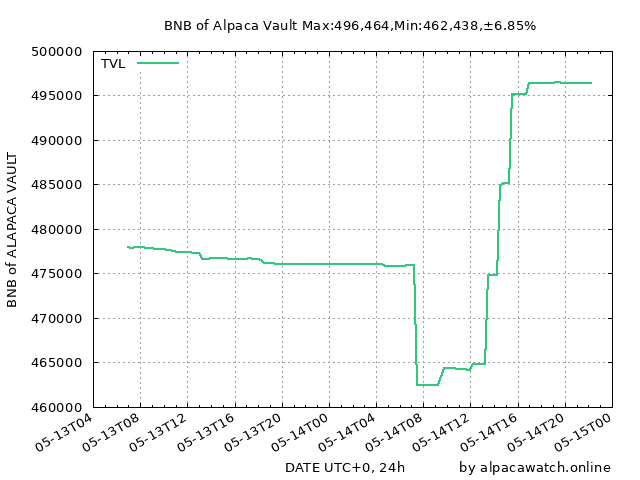 BNB of Alpaca Vault Max:496,464,Min:462,438,±6.85%
TVL
BNB of ALAPACA VAULT
500000
495000
490000
485000
480000
475000
470000
465000
460000
05-13T04
05-13T08
05-13T12
05-13T16
05-13T20
05-14T00
05-14T04
05-14T08
05-14T12
05-14T16
05-14T20
05-15T00
DATE UTC+0, 24h
by alpacawatch.online